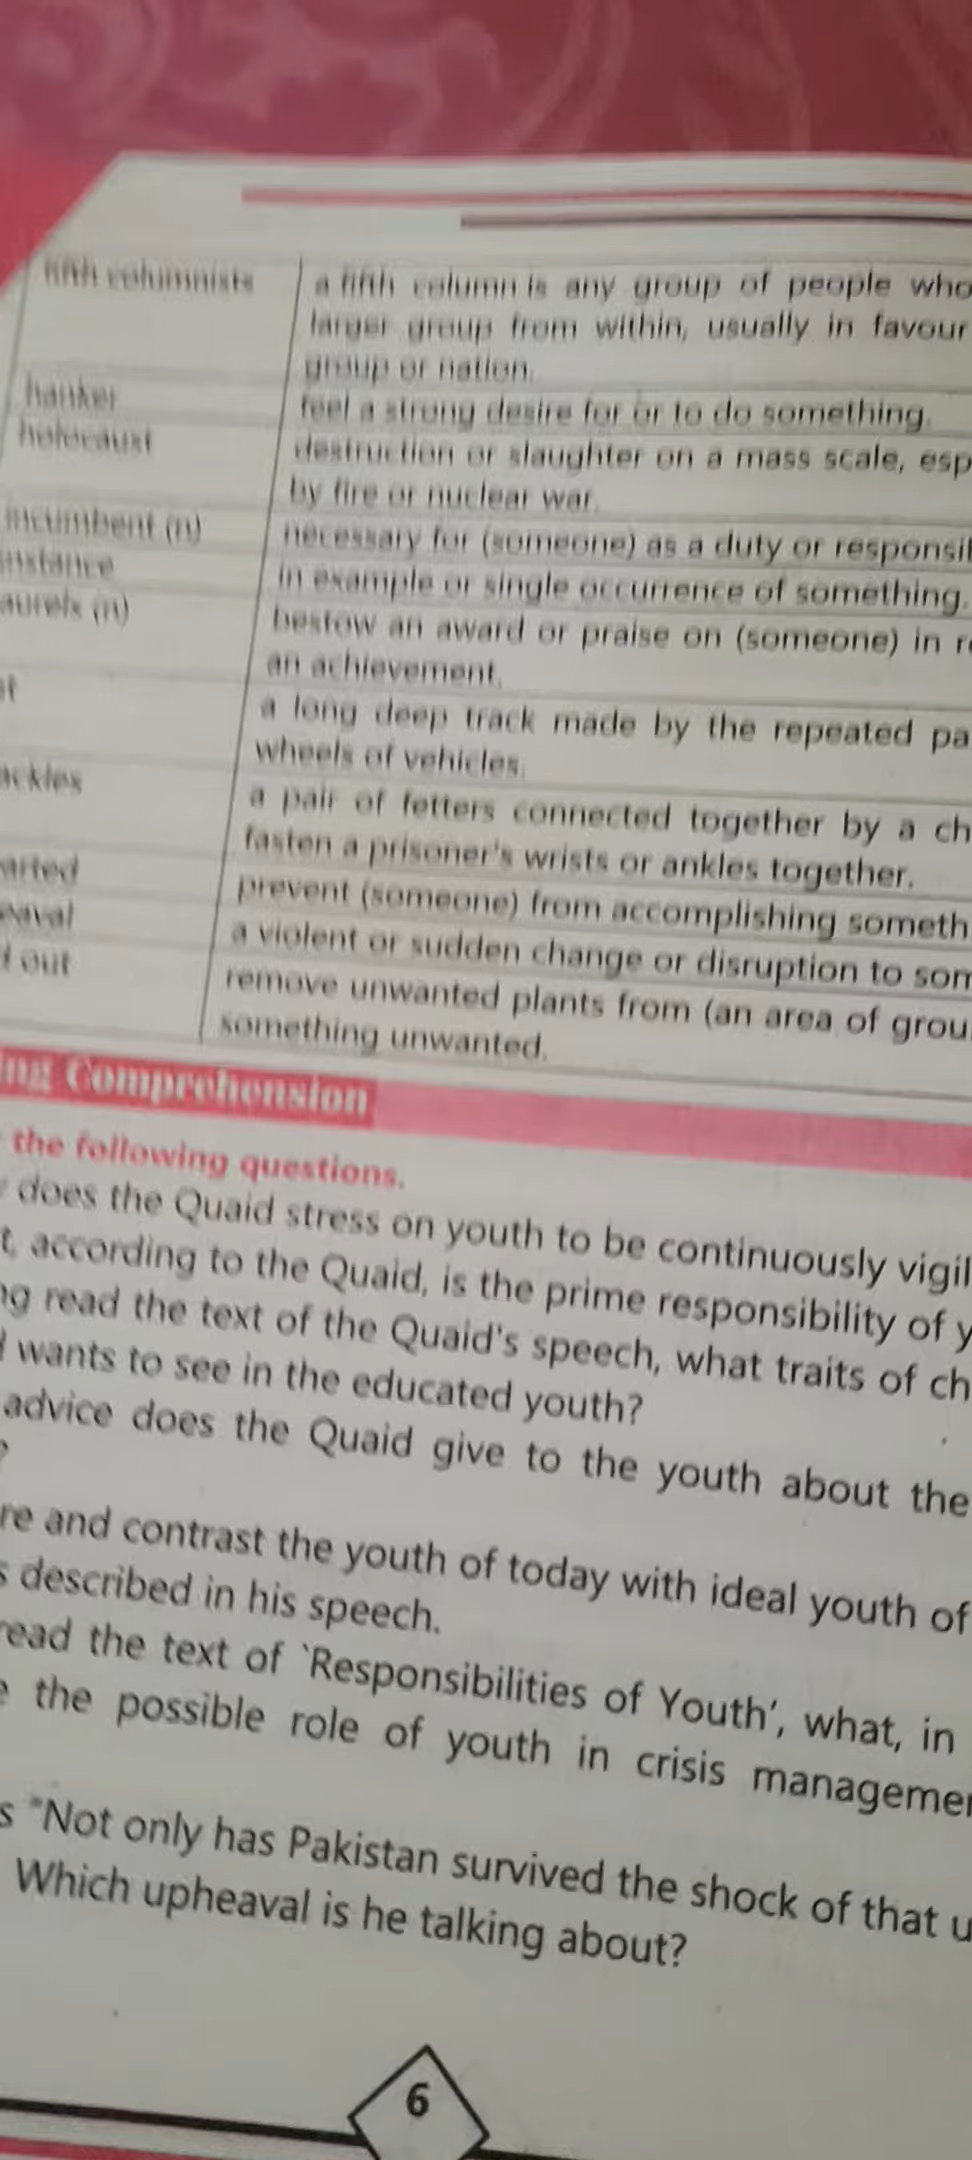 fifth columnists a fifth column is any group of people who
larger group from within, usually in favour
group or nation.
hanker feel a strong desire for or to do something.
holocaust destruction or slaughter on a mass scale, esp
by fire or nuclear war.
incumbent (n) necessary for (someone) as a duty or responsi
instance in example or single occurrence of something.
aurels (n) bestow an award or praise on (someone) in r
an achievement.
a long deep track made by the repeated pa
wheels of vehicles.
ackles a pair of fetters connected together by a ch
fasten a prisoner's wrists or ankles together.
arted prevent (someone) from accomplishing someth
eaval a violent or sudden change or disruption to som
out remove unwanted plants from (an area of grou
something unwanted.
ng Comprehension
the following questions.
does the Quaid stress on youth to be continuously vigil
t, according to the Quaid, is the prime responsibility of y
ng read the text of the Quaid's speech, what traits of ch
wants to see in the educated youth?
advice does the Quaid give to the youth about the
?
re and contrast the youth of today with ideal youth of
s described in his speech.
read the text of `Responsibilities of Youth', what, in
e the possible role of youth in crisis managemen
s "Not only has Pakistan survived the shock of that u
Which upheaval is he talking about?
6